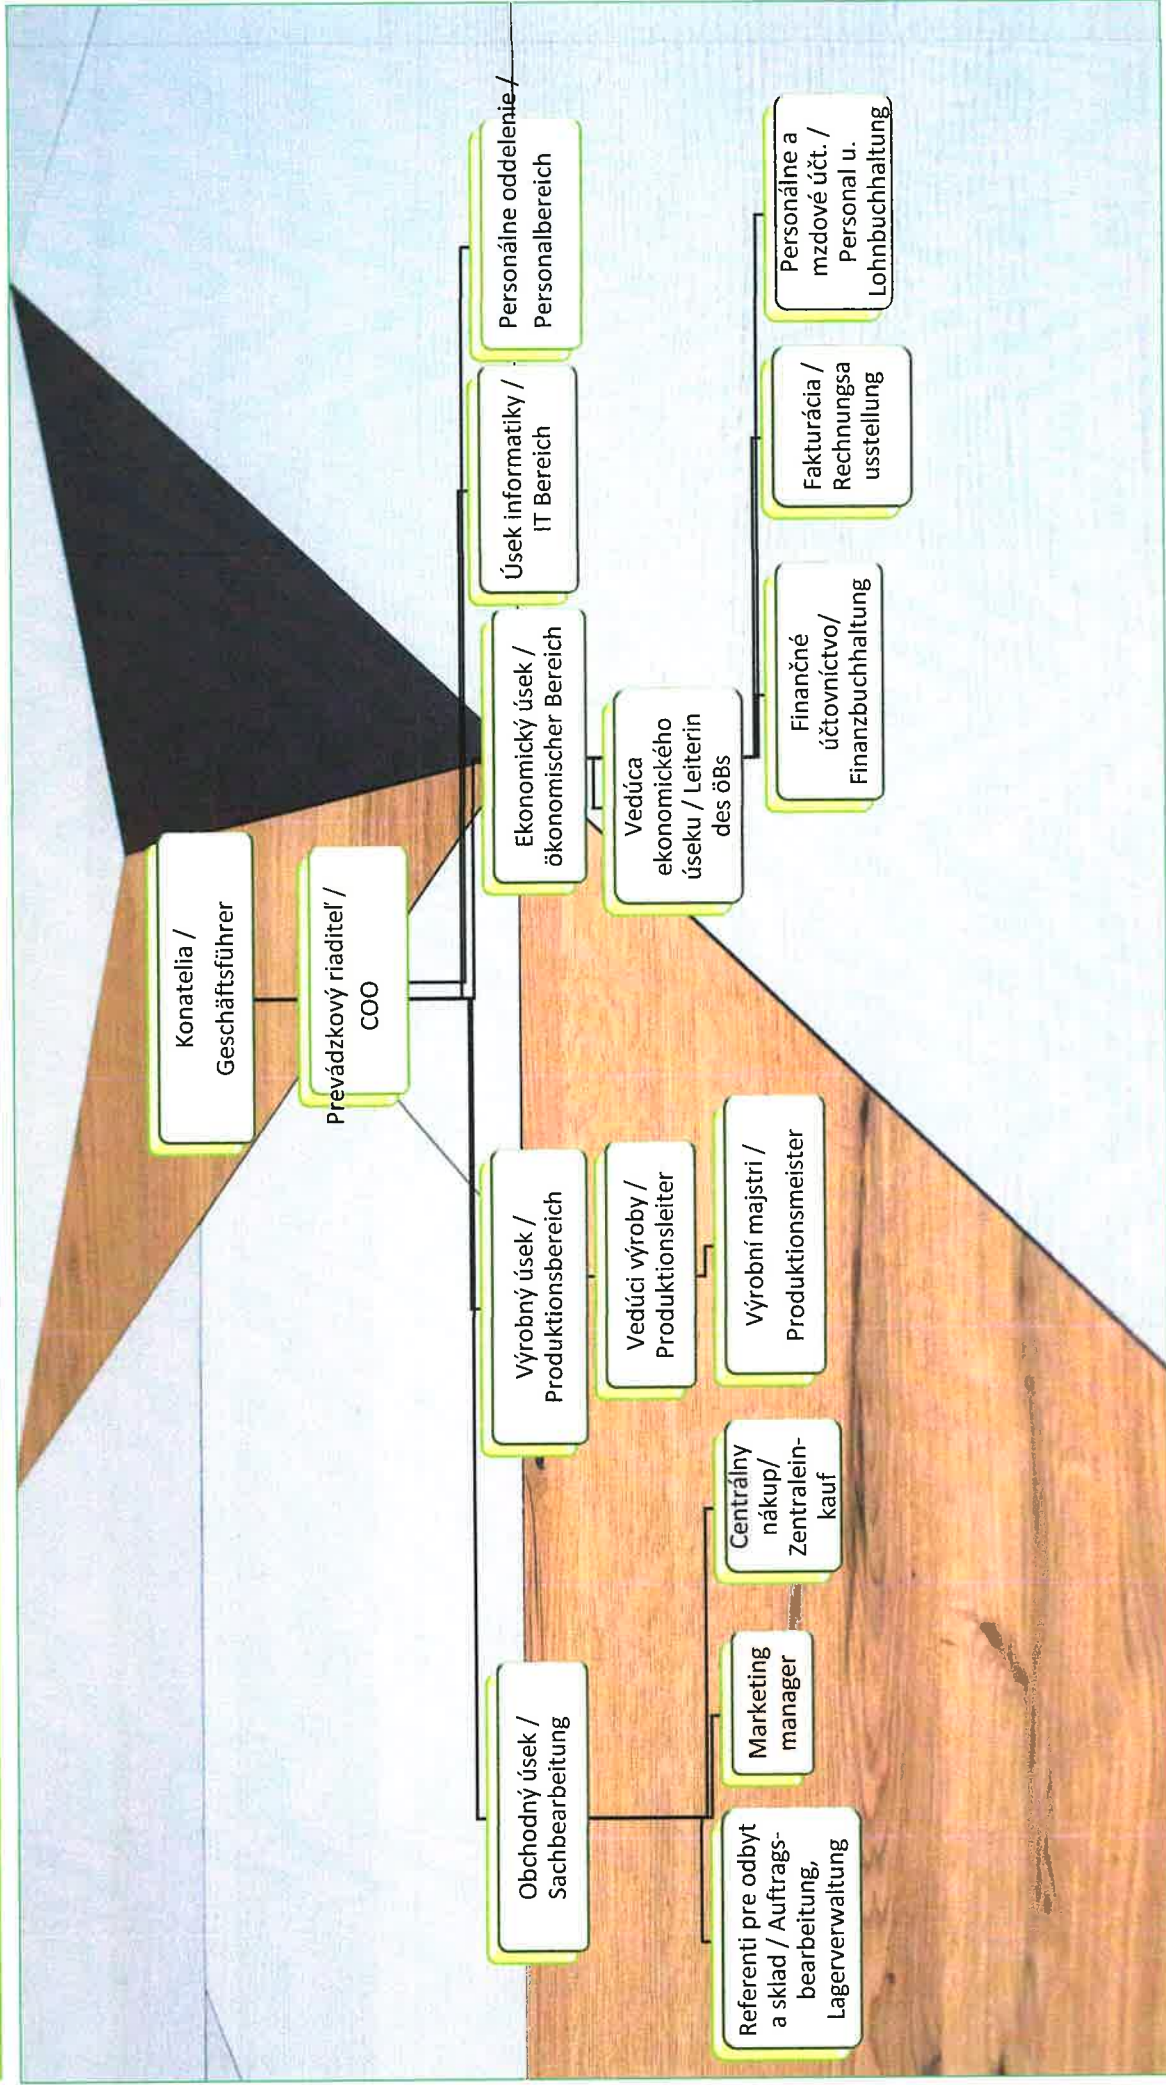 Konatelia /
Geschäftsführer
Prevádzkový riaditeľ /
COO
Obchodný úsek /
Sachbearbeitung
Výrobný úsek /
Produktionsbereich
Ekonomický úsek /
ökonomischer Bereich
Úsek informatiky /
IT Bereich
Personálne oddelenie /
Personalbereich
Vedúci výroby /
Produktionsleiter
Vedúca
ekonomického
úseku / Leiterin
des öBs
Referenti pre odbyt
a sklad / Auftrags-
bearbeitung,
Lagerverwaltung
Marketing
manager
Centrálny
nákup/
Zentralein-
kauf
Výrobní majstri /
Produktionsmeister
Finančné
účtovníctvo/
Finanzbuchhaltung
Fakturácia /
Rechnungsa
usstellung
Personálne a
mzdové účt. /
Personal u.
Lohnbuchhaltung